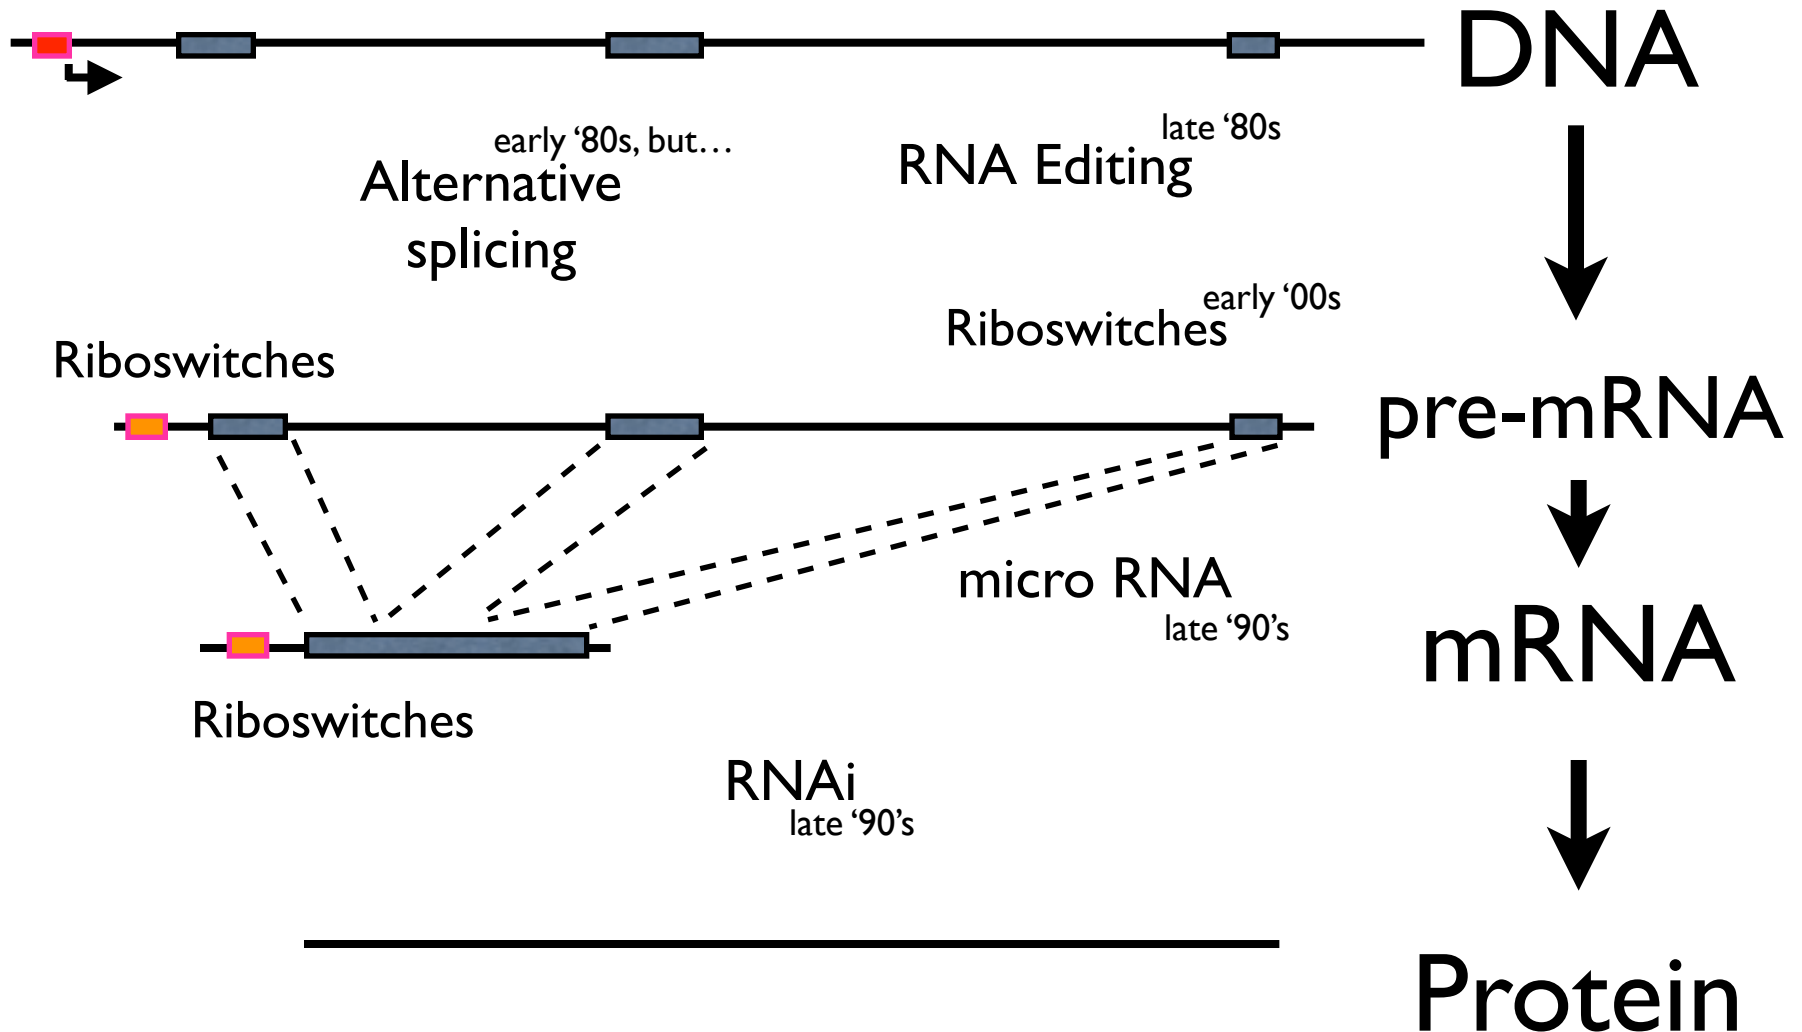 DNA
early ‘80s, but…
late ‘80s
Alternative
splicing
RNA Editing
early ‘00s
Riboswitches
Riboswitches
pre-mRNA
micro RNA
late ‘90’s
mRNA
Riboswitches
RNAi
late ‘90’s
Protein